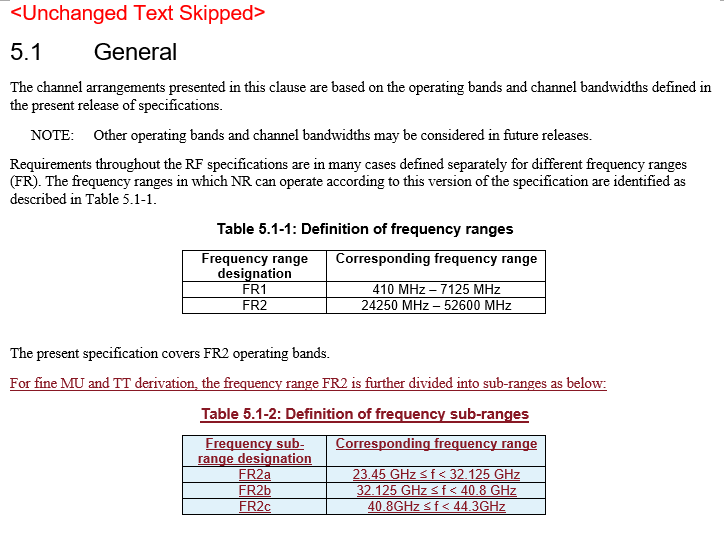 <Unchanged Text Skipped>
5.1 General
The channel arrangements presented in this clause are based on the operating bands and channel bandwidths defined in
the present release of specifications.
NOTE: Other operating bands and channel bandwidths may be considered in future releases.
Requirements throughout the RF specifications are in many cases defined separately for different frequency ranges
(FR). The frequency ranges in which NR can operate according to this version of the specification are identified as
described in Table 5.1-1.
Table 5.1-1: Definition of frequency ranges
Frequency range designation Corresponding frequency range
FR1 410 MHz – 7125 MHz
FR2 24250 MHz – 52600 MHz
The present specification covers FR2 operating bands.
For fine MU and TT derivation, the frequency range FR2 is further divided into sub-ranges as below:
Table 5.1-2: Definition of frequency sub-ranges
Frequency sub-range designation Corresponding frequency range
FR2a 23.45 GHz ≤ f < 32.125 GHz
FR2b 32.125 GHz ≤ f < 40.8 GHz
FR2c 40.8GHz ≤ f < 44.3GHz